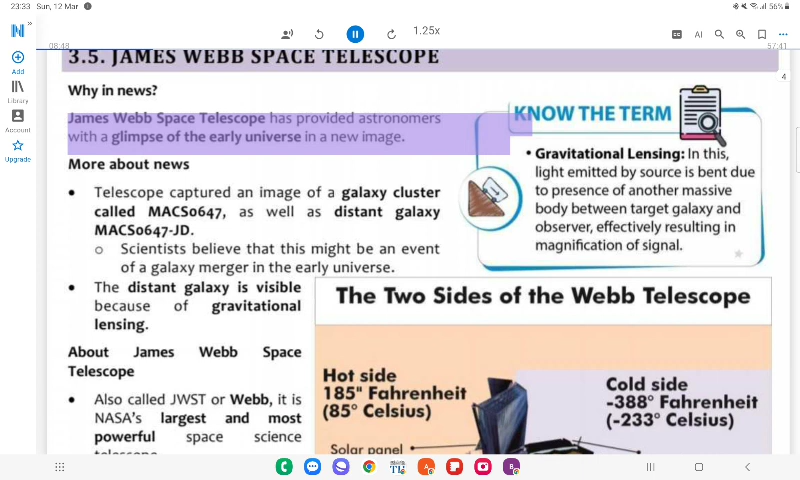 23:33 Sun, 12 Mar
56%
1.25x
AI
08:48
57:41
Add
Library
Account
Upgrade
4
3.5. JAMES WEBB SPACE TELESCOPE
Why in news?
James Webb Space Telescope has provided astronomers
with a glimpse of the early universe in a new image.
More about news
• Telescope captured an image of a galaxy cluster
called MACS0647, as well as distant galaxy
MACS0647-JD.
o Scientists believe that this might be an event
of a galaxy merger in the early universe.
• The distant galaxy is visible
because of gravitational
lensing.
About James Webb Space
Telescope
• Also called JWST or Webb, it is
NASA's largest and most
powerful space science
telescope
KNOW THE TERM
• Gravitational Lensing: In this,
light emitted by source is bent due
to presence of another massive
body between target galaxy and
observer, effectively resulting in
magnification of signal.
The Two Sides of the Webb Telescope
Hot side
185° Fahrenheit
(85° Celsius)
Cold side
-388° Fahrenheit
(-233° Celsius)
Solar panel